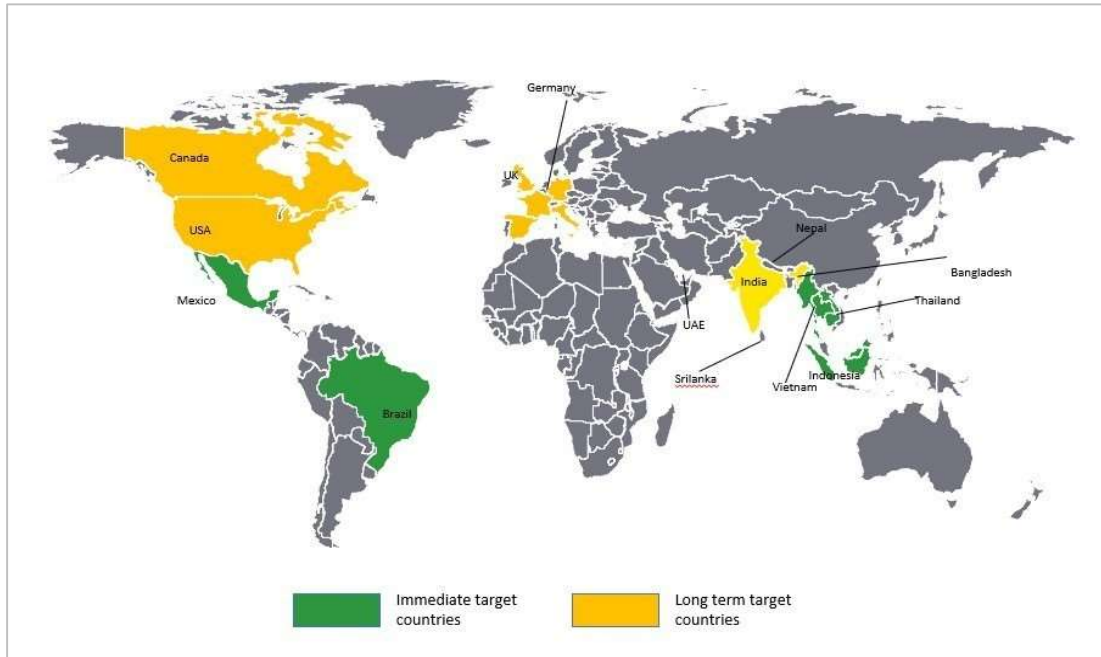 Germany
Canada
UK
USA
Nepal
India
Bangladesh
Mexico
Thailand
UAE
Srilanka
Indonesia
Vietnam
Brazil
Immediate target
countries
Long term target
countries